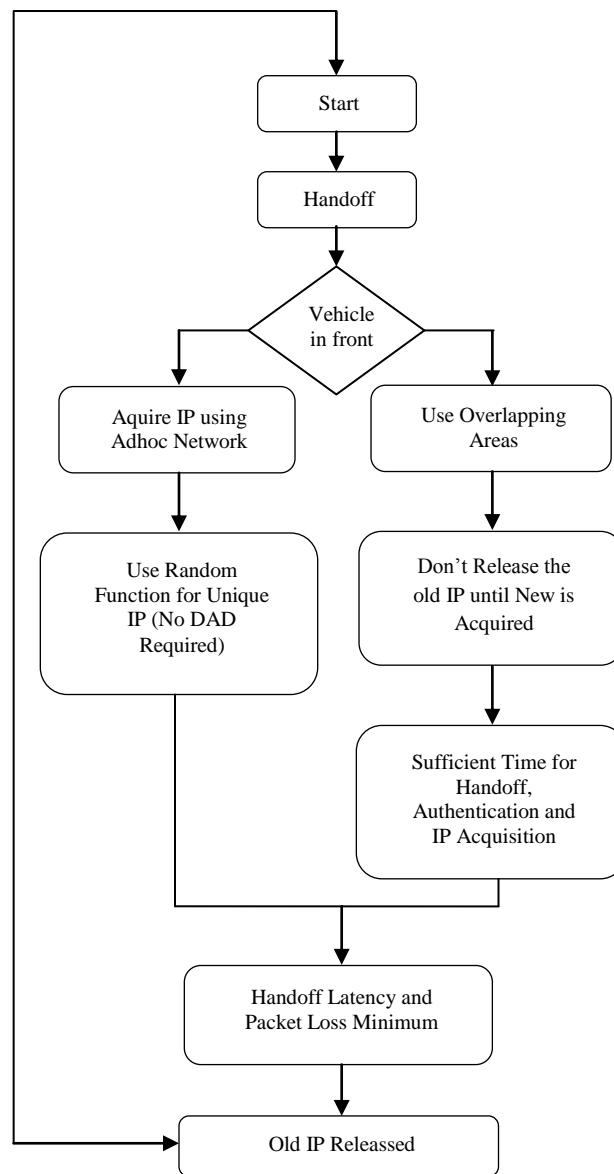 Start
Handoff
Vehicle
in front
Aquire IP using
Adhoc Network
Use Overlapping
Areas
Use Random
Function for Unique
IP (No DAD
Required)
Don’t Release the
old IP until New is
Acquired
Sufficient Time for
Handoff,
Authentication and
IP Acquisition
Handoff Latency and
Packet Loss Minimum
Old IP Releassed